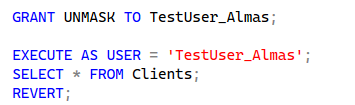 GRANT UNMASK TO TestUser_Almas;
EXECUTE AS USER = 'TestUser_Almas';
SELECT * FROM Clients;
REVERT;